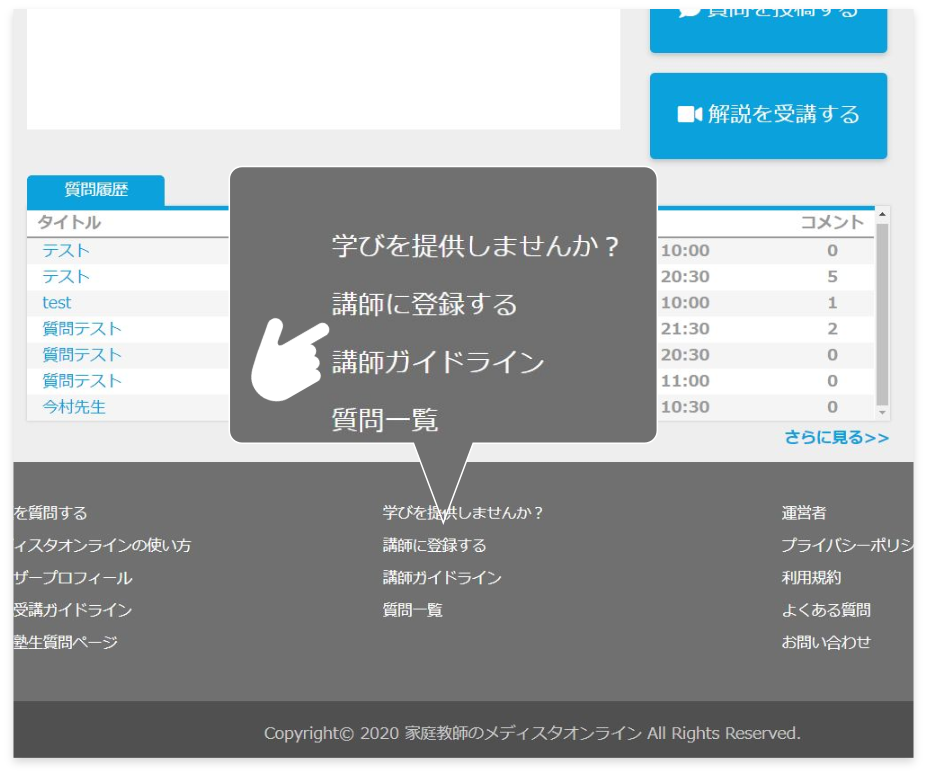 質問を投稿する
解説を受講する
質問履歴
タイトル
コメント
テスト 10:00 0
テスト 20:30 5
test 10:00 1
質問テスト 21:30 2
質問テスト 20:30 0
質問テスト 11:00 0
今村先生 10:30 0
さらに見る>>
学びを提供しませんか？
講師に登録する
講師ガイドライン
質問一覧
を質問する
ィスタオンラインの使い方
ザープロフィール
受講ガイドライン
塾生質問ページ
学びを提供しませんか？
講師に登録する
講師ガイドライン
質問一覧
運営者
プライバシーポリシ
利用規約
よくある質問
お問い合わせ
Copyright© 2020 家庭教師のメディスタオンライン All Rights Reserved.